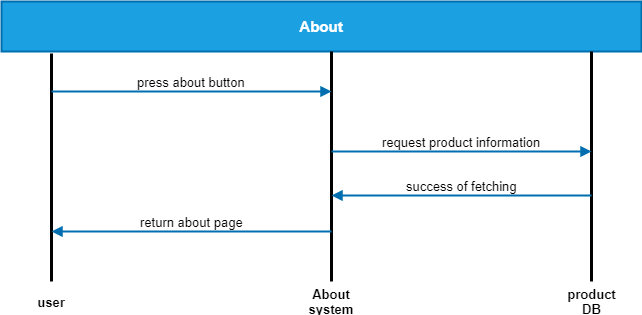 About
press about button
request product information
success of fetching
return about page
user
About
system
product
DB